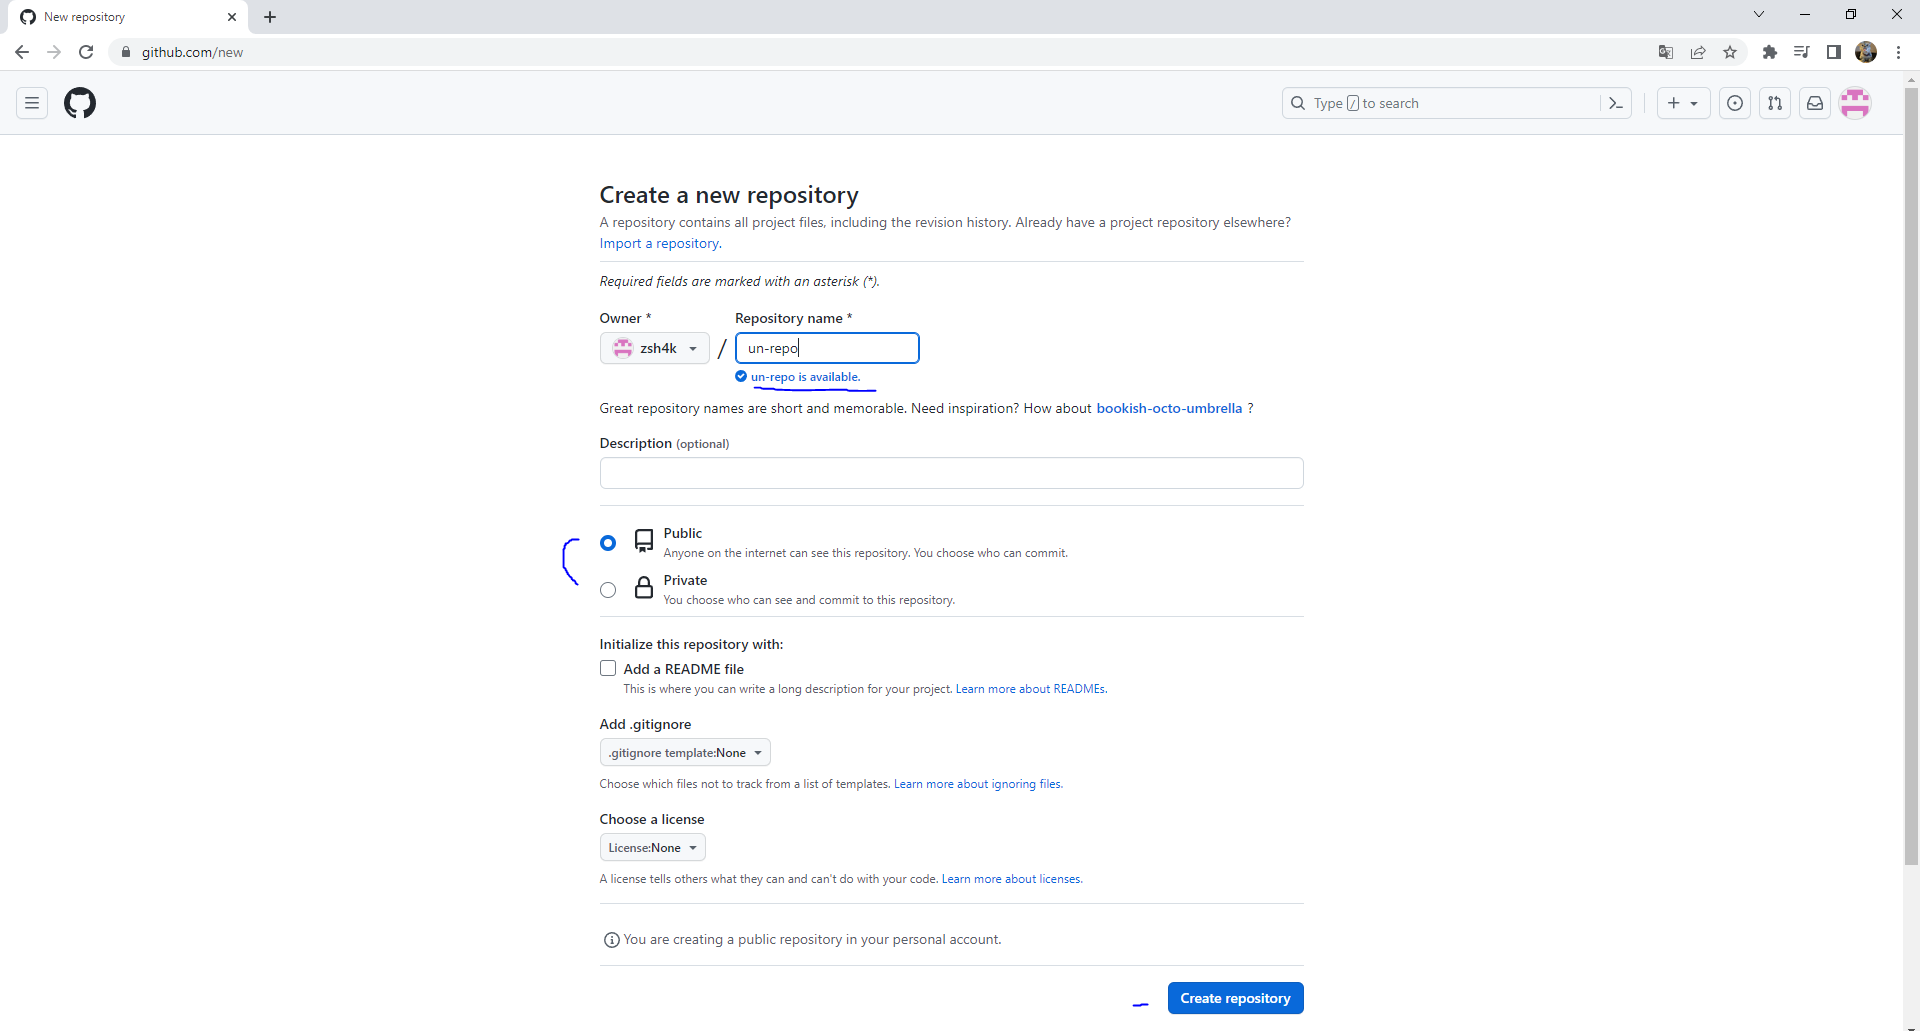 New repository
github.com/new
Type / to search
Create a new repository
A repository contains all project files, including the revision history. Already have a project repository elsewhere?
Import a repository.
Required fields are marked with an asterisk (*).
Owner * Repository name *
zsh4k / un-repo
un-repo is available.
Great repository names are short and memorable. Need inspiration? How about bookish-octo-umbrella ?
Description (optional)
Public
Anyone on the internet can see this repository. You choose who can commit.
Private
You choose who can see and commit to this repository.
Initialize this repository with:
Add a README file
This is where you can write a long description for your project. Learn more about READMEs.
Add .gitignore
.gitignore template:None
Choose which files not to track from a list of templates. Learn more about ignoring files.
Choose a license
License:None
A license tells others what they can and can't do with your code. Learn more about licenses.
You are creating a public repository in your personal account.
Create repository